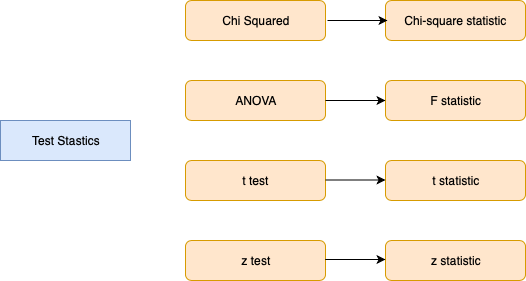 Chi Squared
Chi-square statistic
ANOVA
F statistic
Test Stastics
t test
t statistic
z test
z statistic